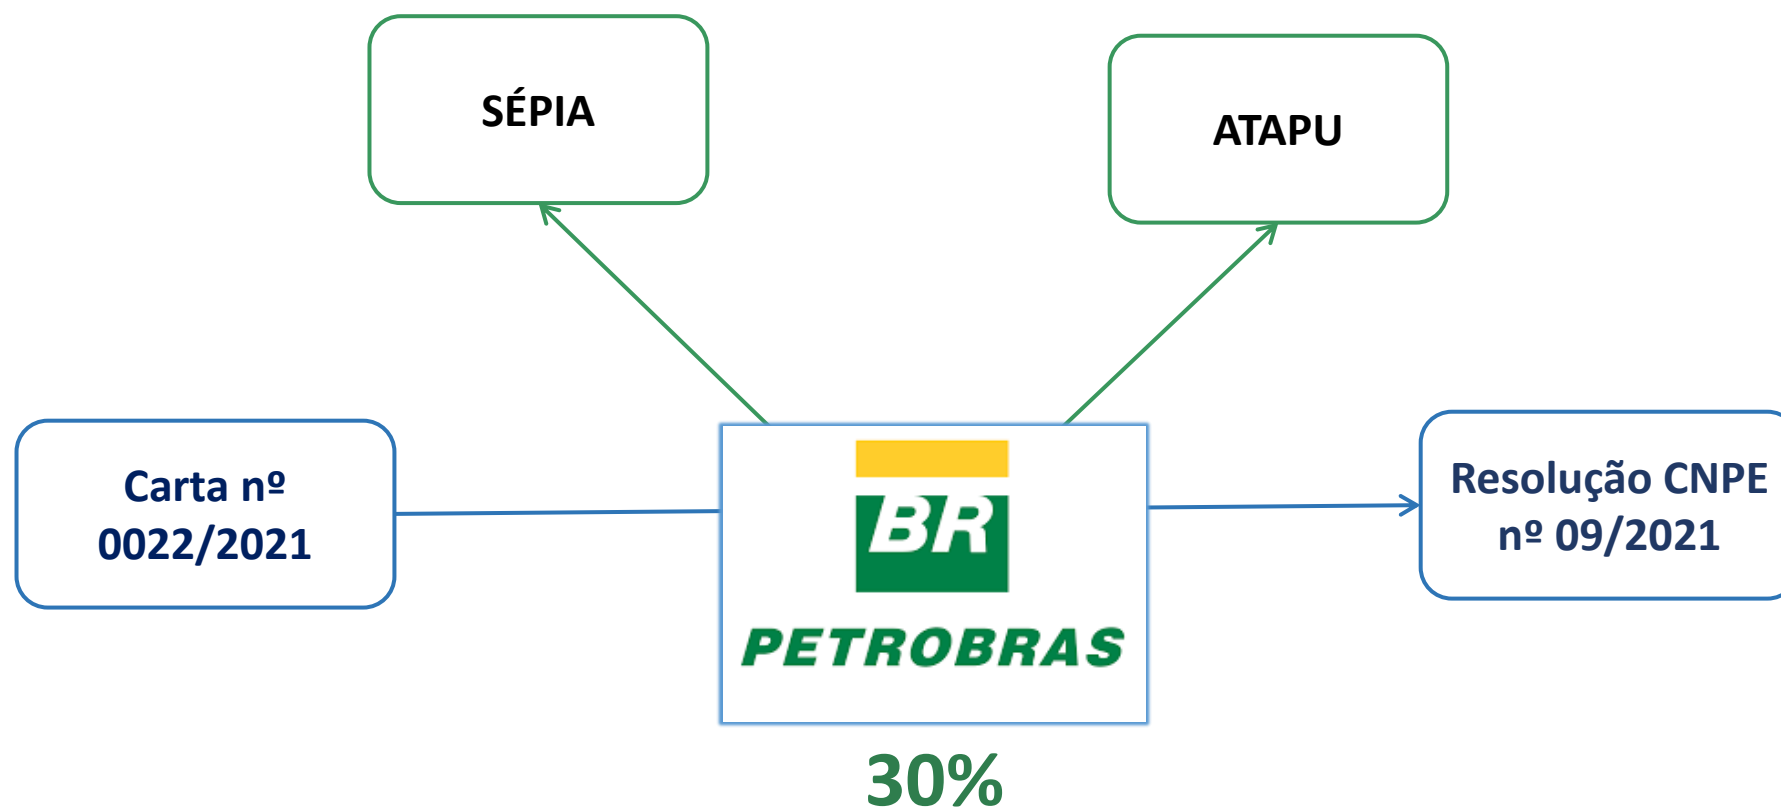 SÉPIA
ATAPU
Carta nº
0022/2021
BR
PETROBRAS
Resolução CNPE
nº 09/2021
30%